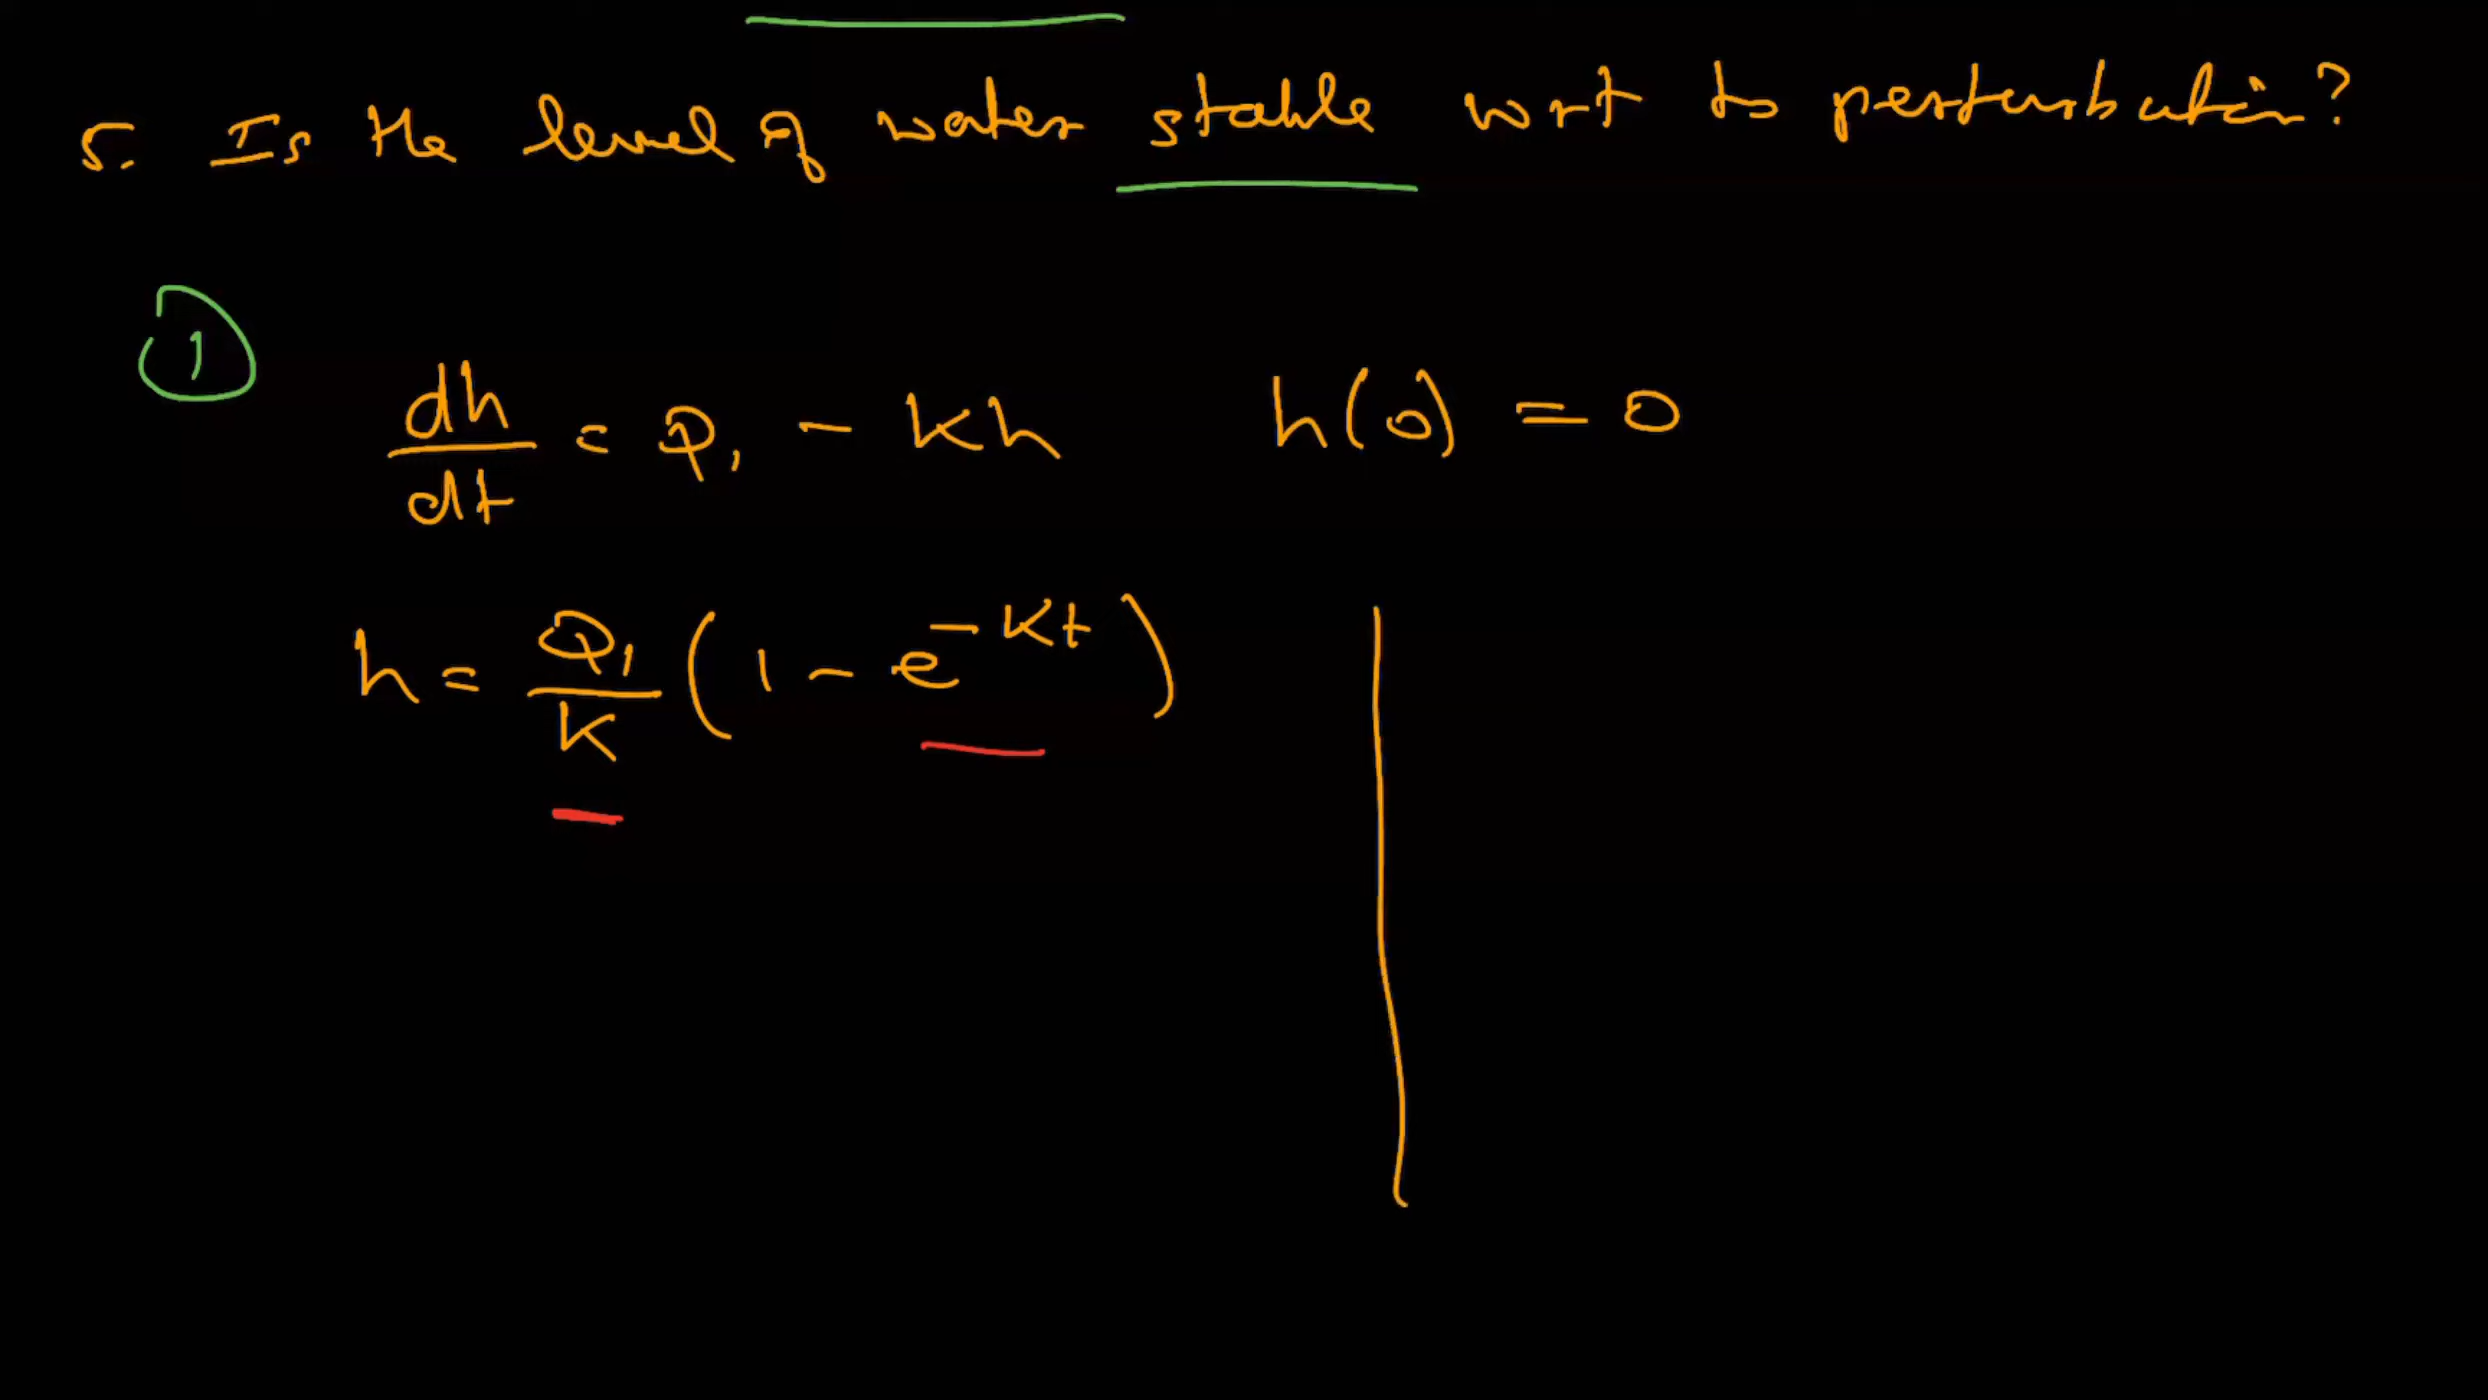 5. Is the level of water stable wrt to perturbation?
1
dh/dt = Q₁ - Kh h(0) = 0
h = Q₁/K (1 - e^-Kt)